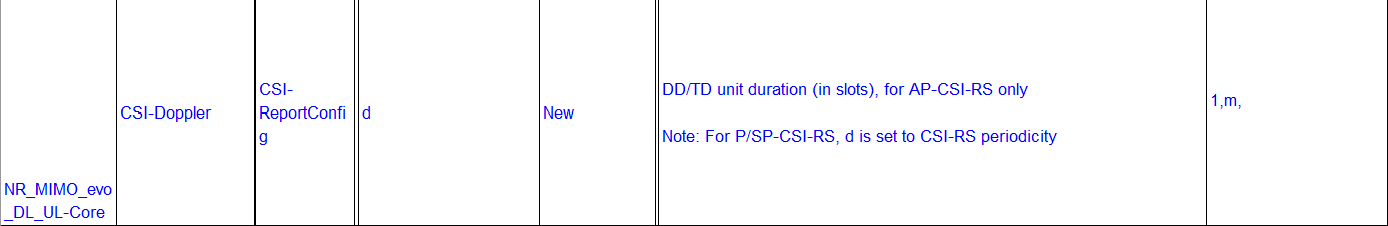 NR_MIMO_evo
_DL_UL-Core
CSI-Doppler
CSI-
ReportConfi
g
d
New
DD/TD unit duration (in slots), for AP-CSI-RS only
Note: For P/SP-CSI-RS, d is set to CSI-RS periodicity
1,m,